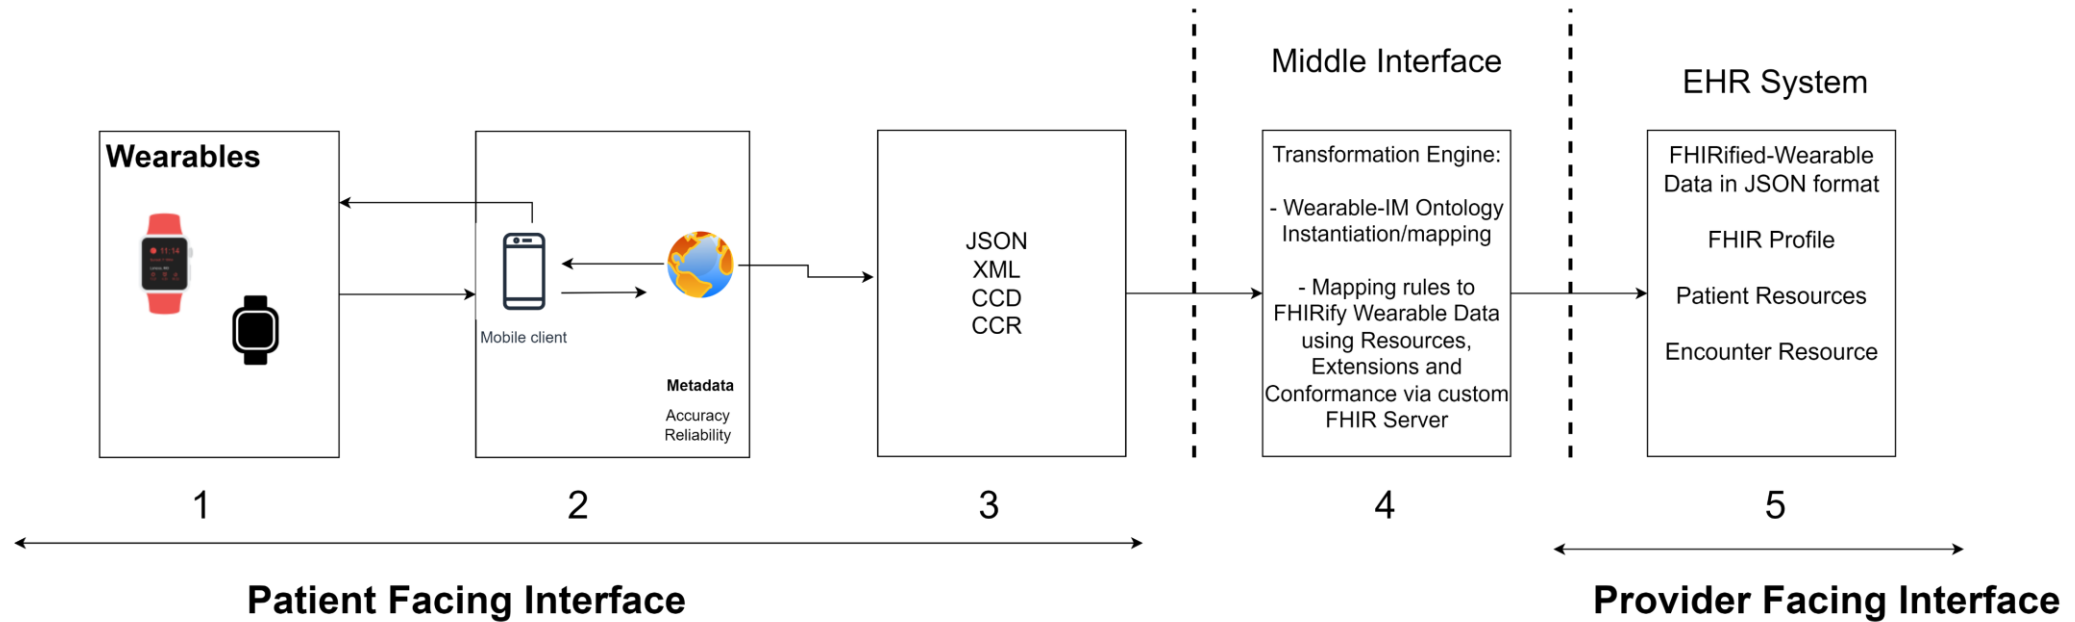 Middle Interface
EHR System
Wearables
11:14
Mobile client
Metadata
Accuracy
Reliability
JSON
XML
CCD
CCR
Transformation Engine:
- Wearable-IM Ontology
Instantiation/mapping
- Mapping rules to
FHIRify Wearable Data
using Resources,
Extensions and
Conformance via custom
FHIR Server
FHIRified-Wearable
Data in JSON format
FHIR Profile
Patient Resources
Encounter Resource
1
2
3
4
5
Patient Facing Interface
Provider Facing Interface